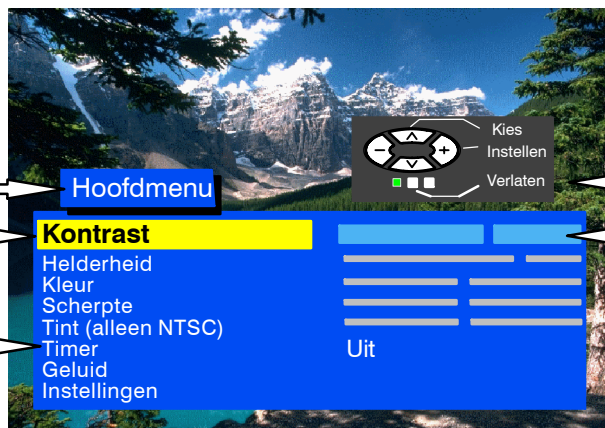 Kies
Instellen
Verlaten
Hoofdmenu
Kontrast
Helderheid
Kleur
Scherpte
Tint (alleen NTSC)
Timer Uit
Geluid
Instellingen